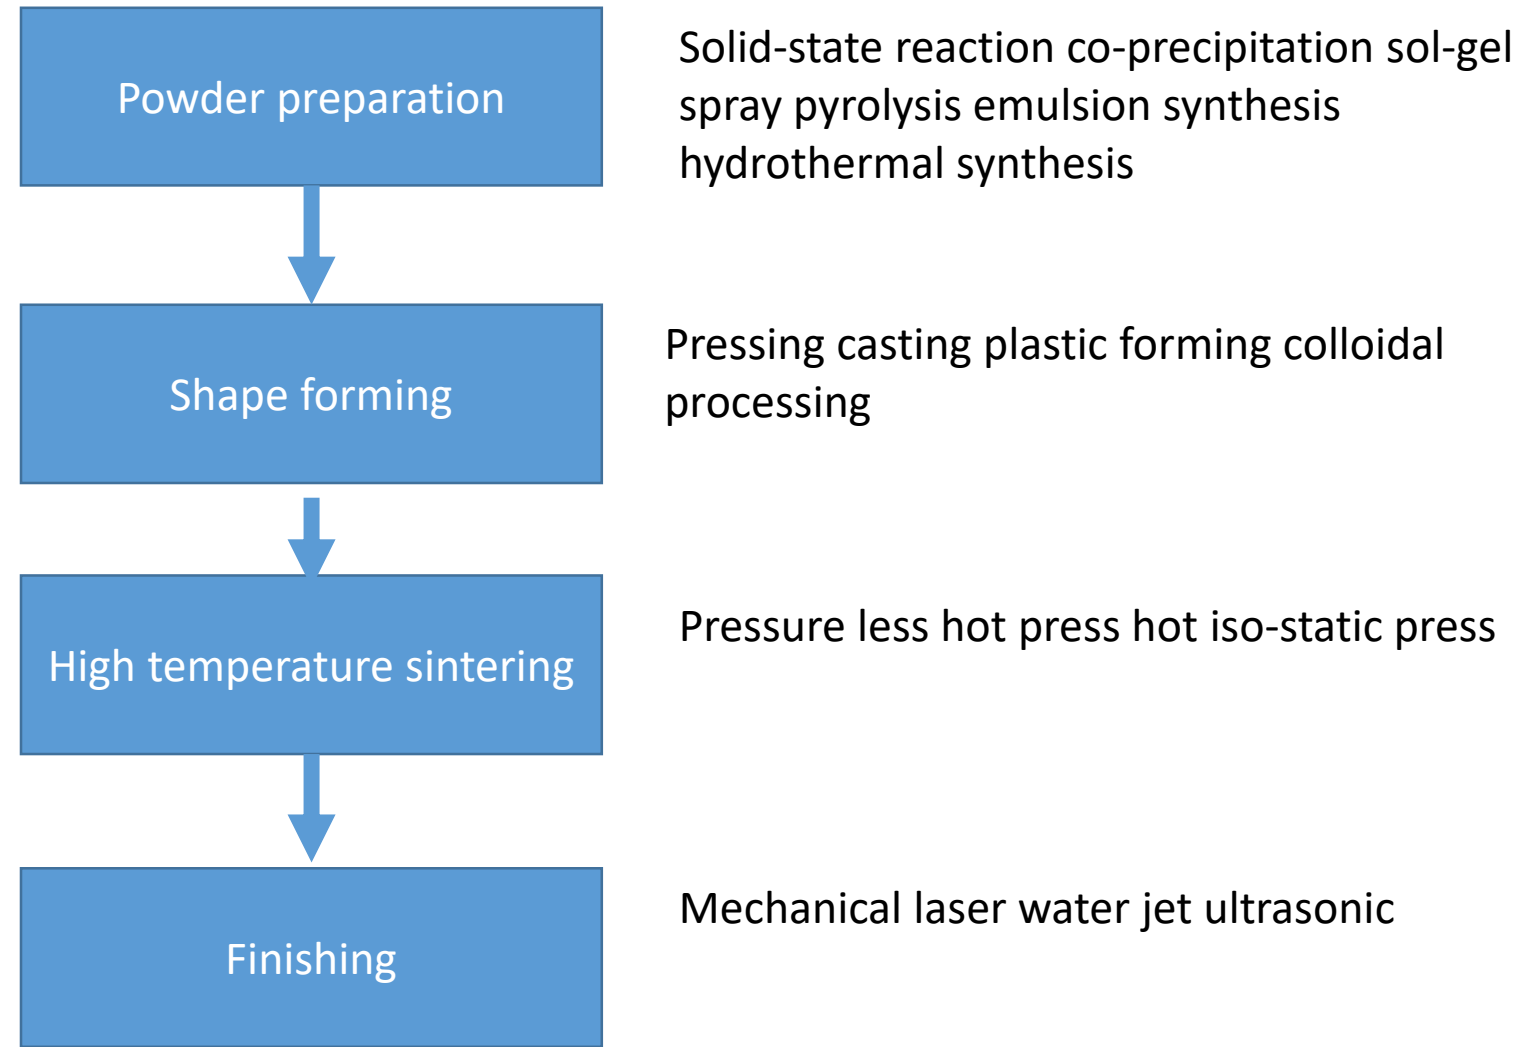 Powder preparation
Solid-state reaction co-precipitation sol-gel
spray pyrolysis emulsion synthesis
hydrothermal synthesis
Shape forming
Pressing casting plastic forming colloidal
processing
High temperature sintering
Pressure less hot press hot iso-static press
Finishing
Mechanical laser water jet ultrasonic